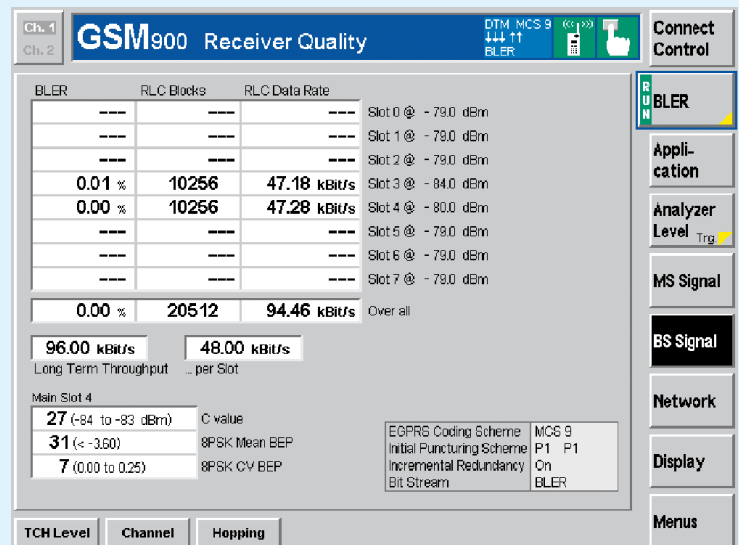 Ch. 1
Ch. 2
GSM900 Receiver Quality
DTM MCS 9
BLER
Connect Control
BLER RLC Blocks RLC Data Rate
--- --- --- Slot 0 @ - 79.0 dBm
--- --- --- Slot 1 @ - 79.0 dBm
--- --- --- Slot 2 @ - 79.0 dBm
0.01 % 10256 47.18 kBit/s Slot 3 @ - 84.0 dBm
0.00 % 10256 47.28 kBit/s Slot 4 @ - 80.0 dBm
--- --- --- Slot 5 @ - 79.0 dBm
--- --- --- Slot 6 @ - 79.0 dBm
--- --- --- Slot 7 @ - 79.0 dBm
0.00 % 20512 94.46 kBit/s Over all
96.00 kBit/s 48.00 kBit/s
Long Term Throughput ... per Slot
Main Slot 4
27 (-84 to -83 dBm) C value
31 (< -3.60) 8PSK Mean BEP
7 (0.00 to 0.25) 8PSK CV BEP
EGPRS Coding Scheme MCS 9
Initial Puncturing Scheme P1 P1
Incremental Redundancy On
Bit Stream BLER
RUN
BLER
Appli-
cation
Analyzer
Level Trg.
MS Signal
BS Signal
Network
Display
Menus
TCH Level Channel Hopping